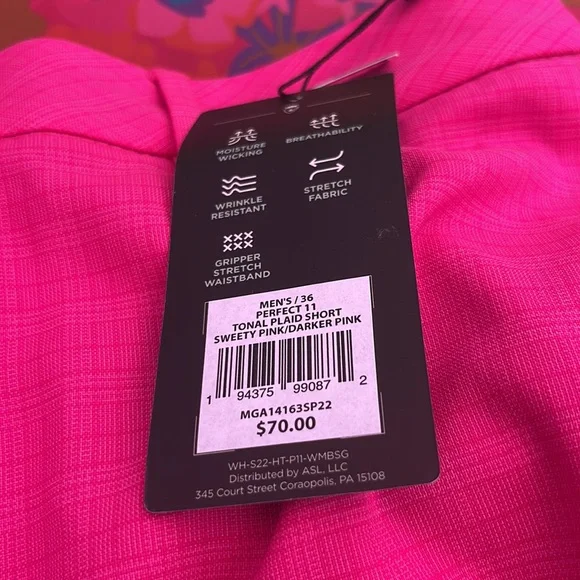 MOISTURE
WICKING
BREATHABILITY
WRINKLE
RESISTANT
STRETCH
FABRIC
GRIPPER
STRETCH
WAISTBAND
MEN'S / 36
PERFECT 11
TONAL PLAID SHORT
SWEETY PINK/DARKER PINK
1 94375 99087 2
MGA14163SP22
$70.00
WH-S22-HT-P11-WMBSG
Distributed by ASL, LLC
345 Court Street Coraopolis, PA 15108